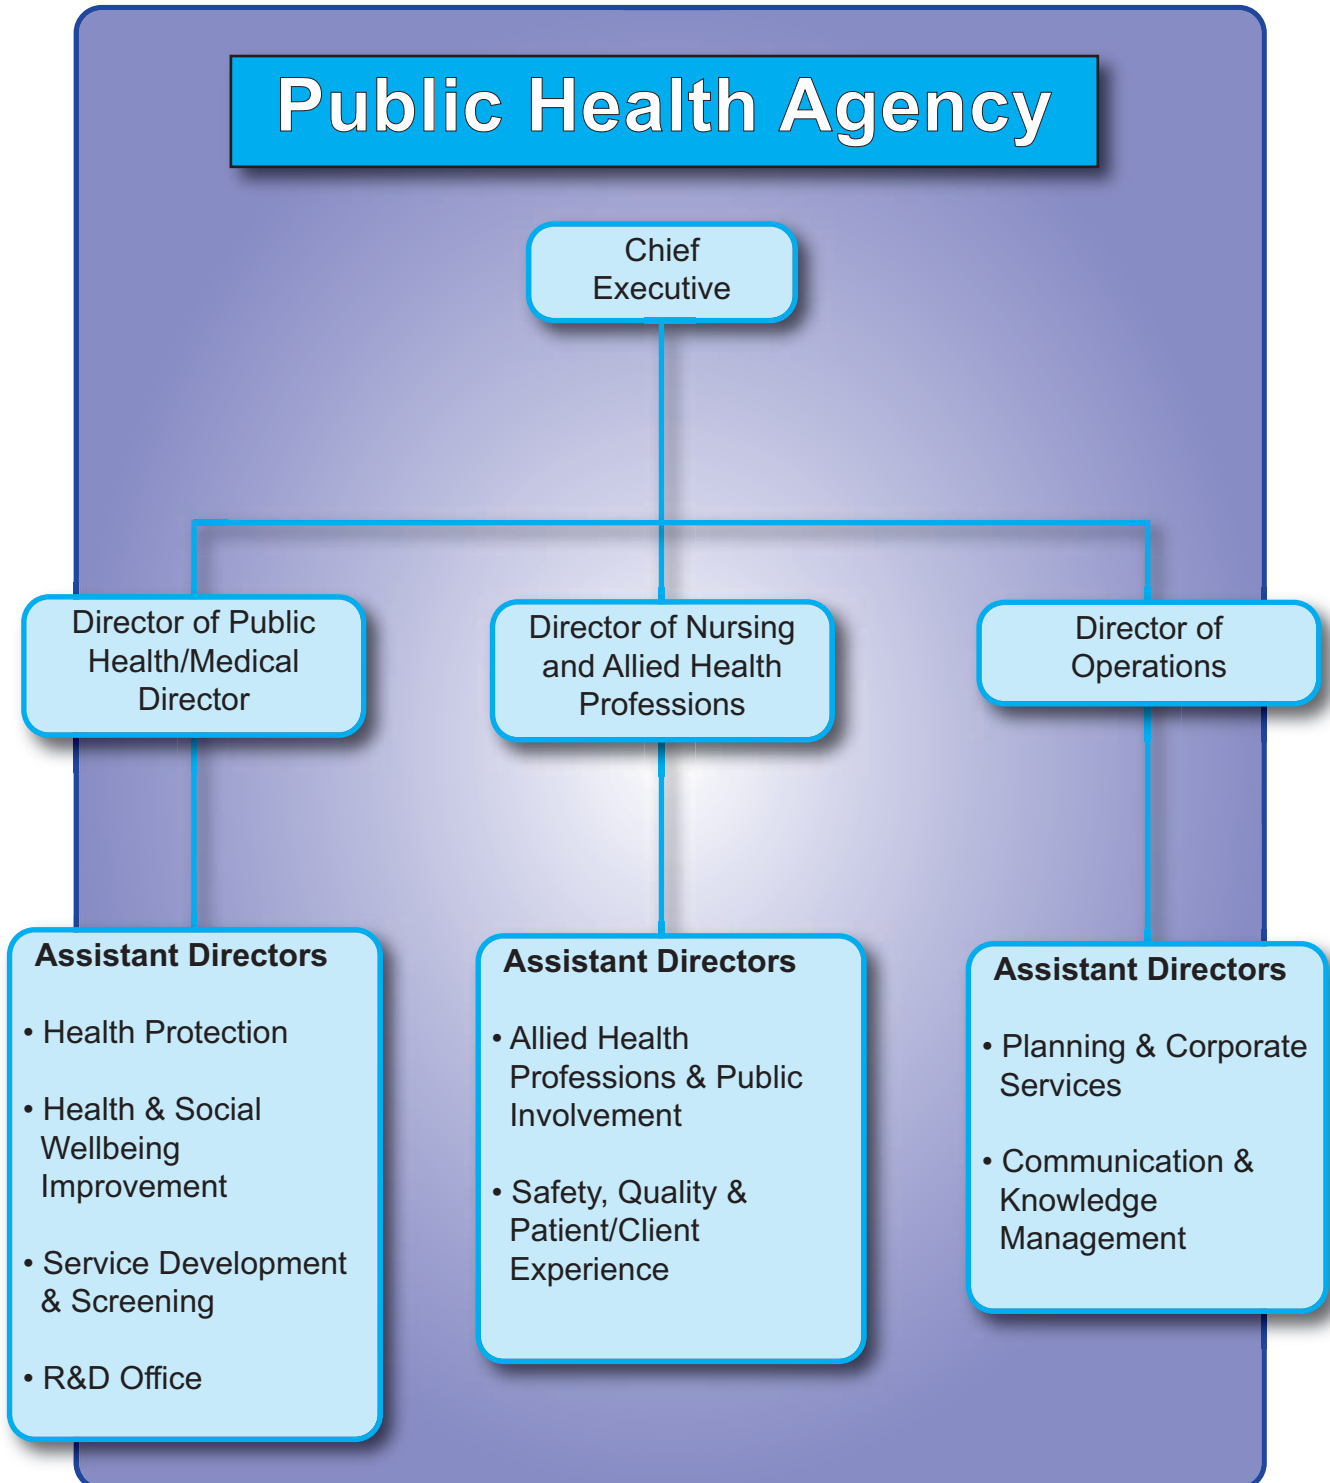 Public Health Agency
Chief
Executive
Director of Public
Health/Medical
Director
Director of Nursing
and Allied Health
Professions
Director of
Operations
Assistant Directors
• Health Protection
• Health & Social
Wellbeing
Improvement
• Service Development
& Screening
• R&D Office
Assistant Directors
• Allied Health
Professions & Public
Involvement
• Safety, Quality &
Patient/Client
Experience
Assistant Directors
• Planning & Corporate
Services
• Communication &
Knowledge
Management